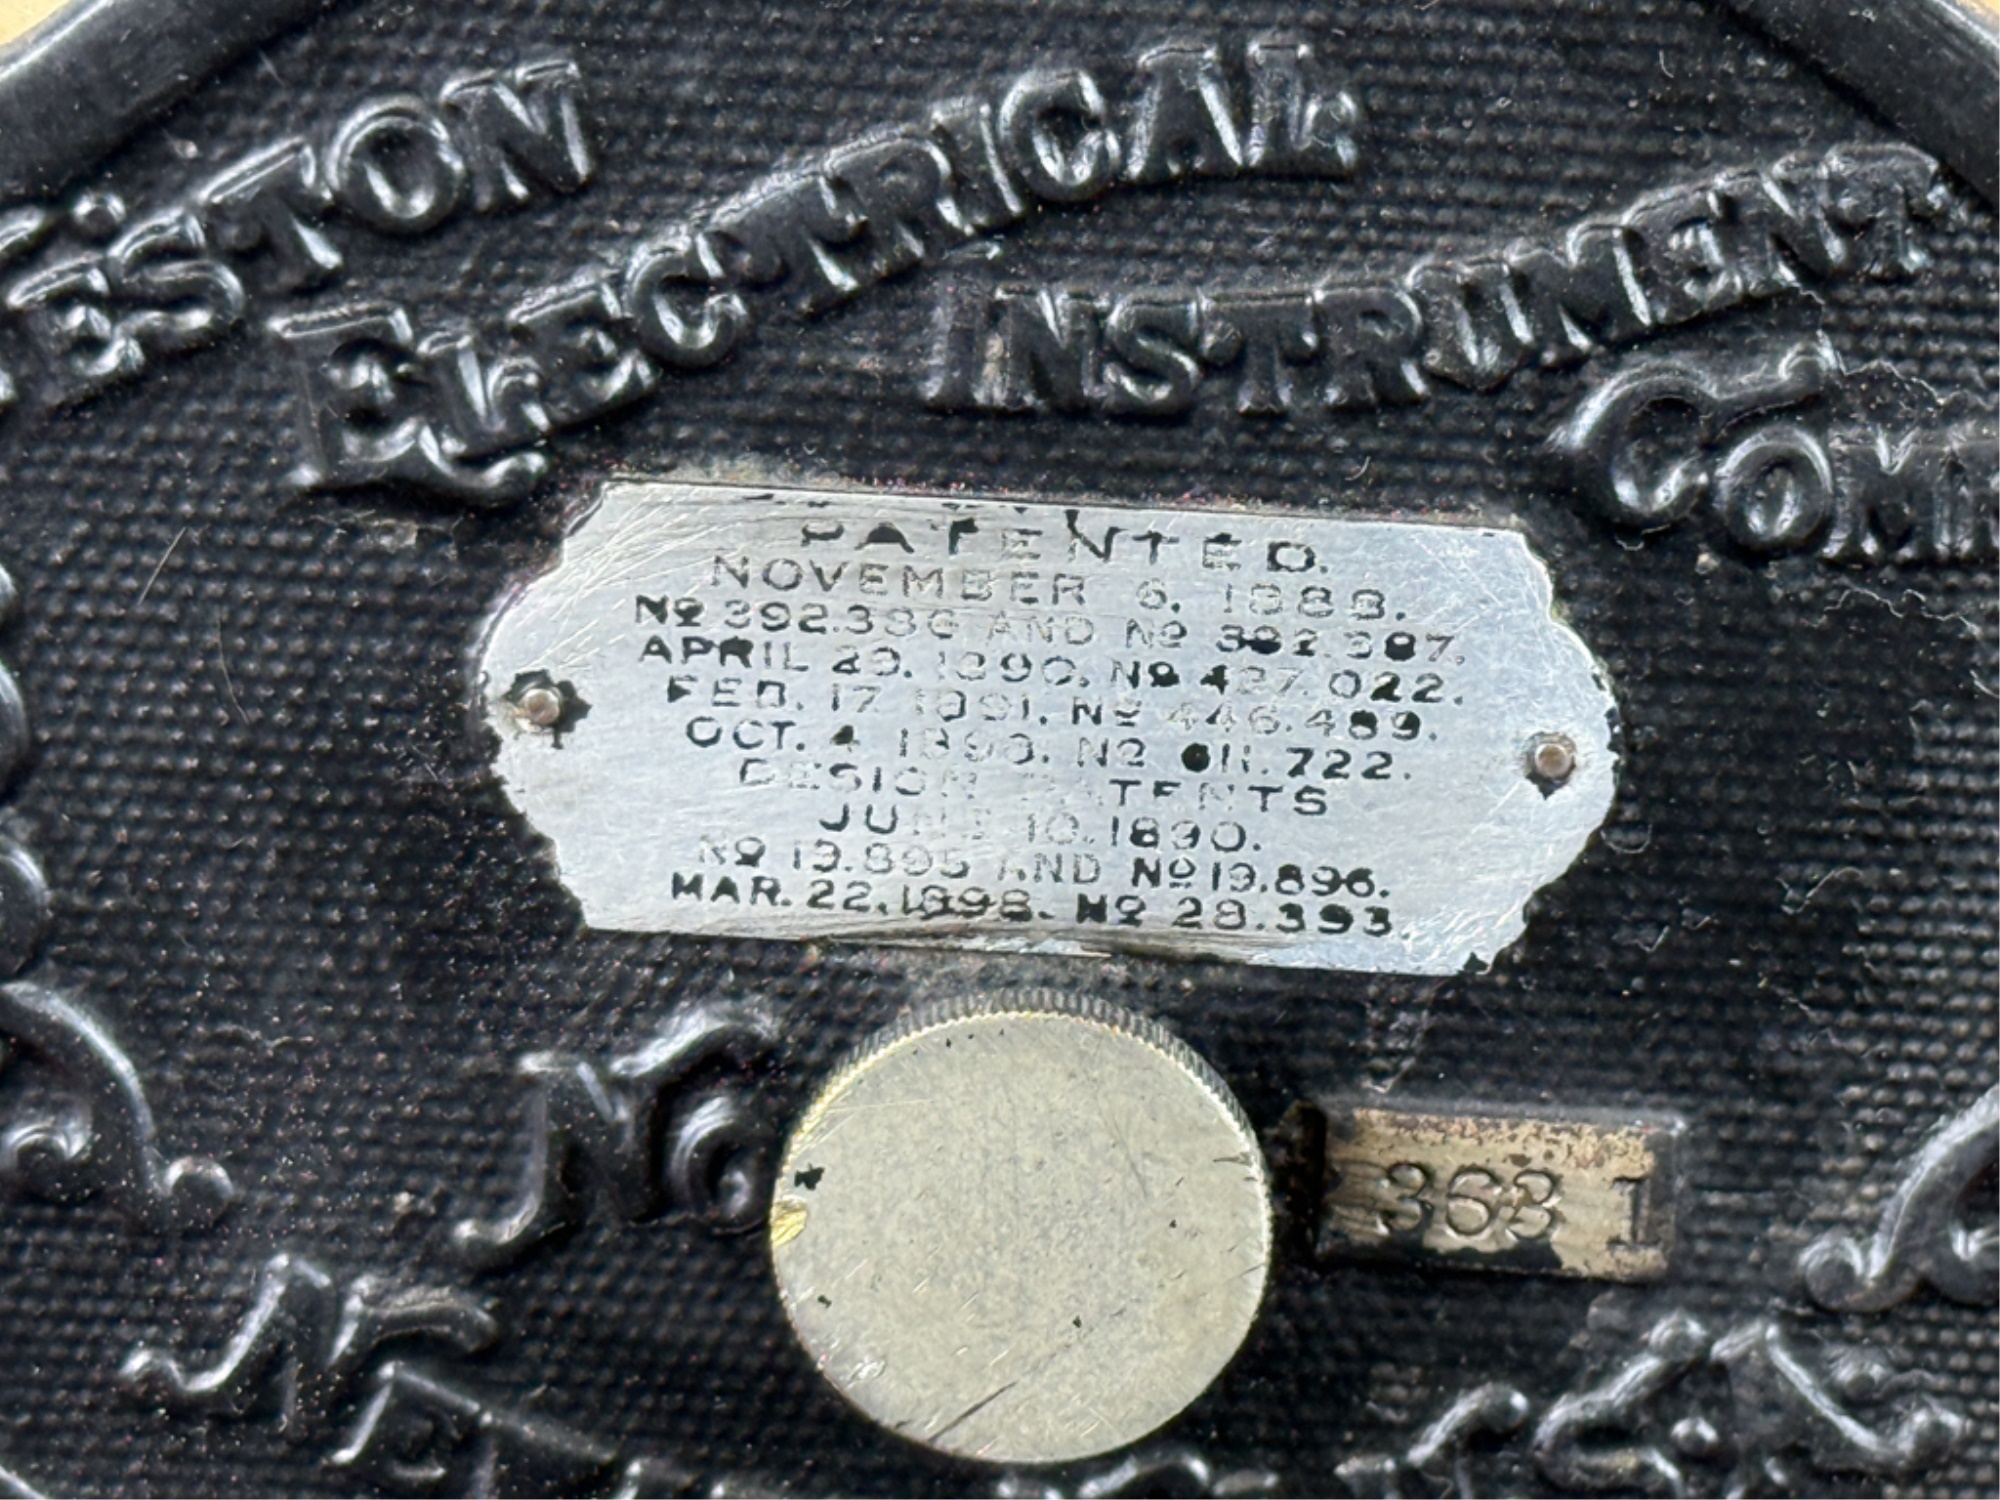 ESTON
ELECTRICAL
INSTRUMENT
COM
PATENTED.
NOVEMBER 6. 1888.
No 392.386 AND No 392.387.
APRIL 29. 1890. No 427.022.
FEB. 17. 1891. No 446.489.
OCT. 4 1898. No 611.722.
DESIGN PATENTS
JUNE 10. 1890.
No 19.895 AND No 19.896.
MAR. 22. 1898. No 28.393.
No
N.J.
U.S.A.